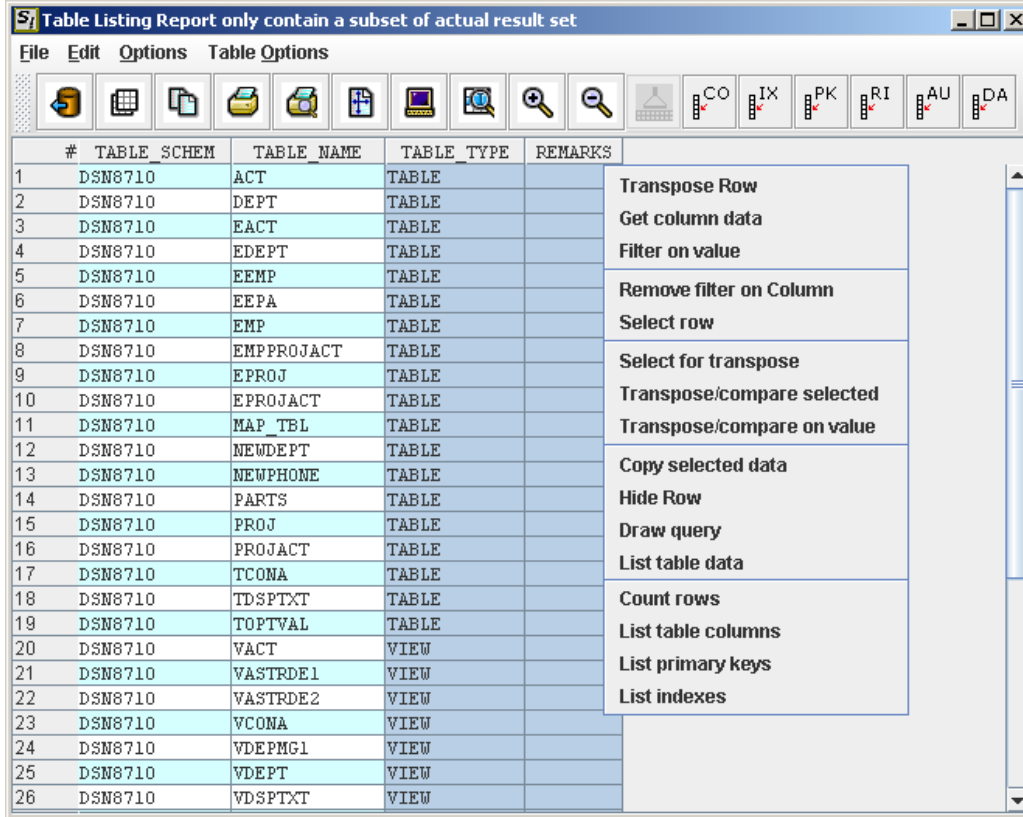 SI Table Listing Report only contain a subset of actual result set
File Edit Options Table Options
CO IX PK RI AU DA
# TABLE_SCHEM TABLE_NAME TABLE_TYPE REMARKS
1 DSN8710 ACT TABLE
2 DSN8710 DEPT TABLE
3 DSN8710 EACT TABLE
4 DSN8710 EDEPT TABLE
5 DSN8710 EEMP TABLE
6 DSN8710 EEPA TABLE
7 DSN8710 EMP TABLE
8 DSN8710 EMPPROJACT TABLE
9 DSN8710 EPROJ TABLE
10 DSN8710 EPROJACT TABLE
11 DSN8710 MAP_TBL TABLE
12 DSN8710 NEWDEPT TABLE
13 DSN8710 NEWPHONE TABLE
14 DSN8710 PARTS TABLE
15 DSN8710 PROJ TABLE
16 DSN8710 PROJACT TABLE
17 DSN8710 TCONA TABLE
18 DSN8710 TDSPTXT TABLE
19 DSN8710 TOPTVAL TABLE
20 DSN8710 VACT VIEW
21 DSN8710 VASTRDE1 VIEW
22 DSN8710 VASTRDE2 VIEW
23 DSN8710 VCONA VIEW
24 DSN8710 VDEPMG1 VIEW
25 DSN8710 VDEPT VIEW
26 DSN8710 VDSPTXT VIEW
Transpose Row
Get column data
Filter on value
Remove filter on Column
Select row
Select for transpose
Transpose/compare selected
Transpose/compare on value
Copy selected data
Hide Row
Draw query
List table data
Count rows
List table columns
List primary keys
List indexes